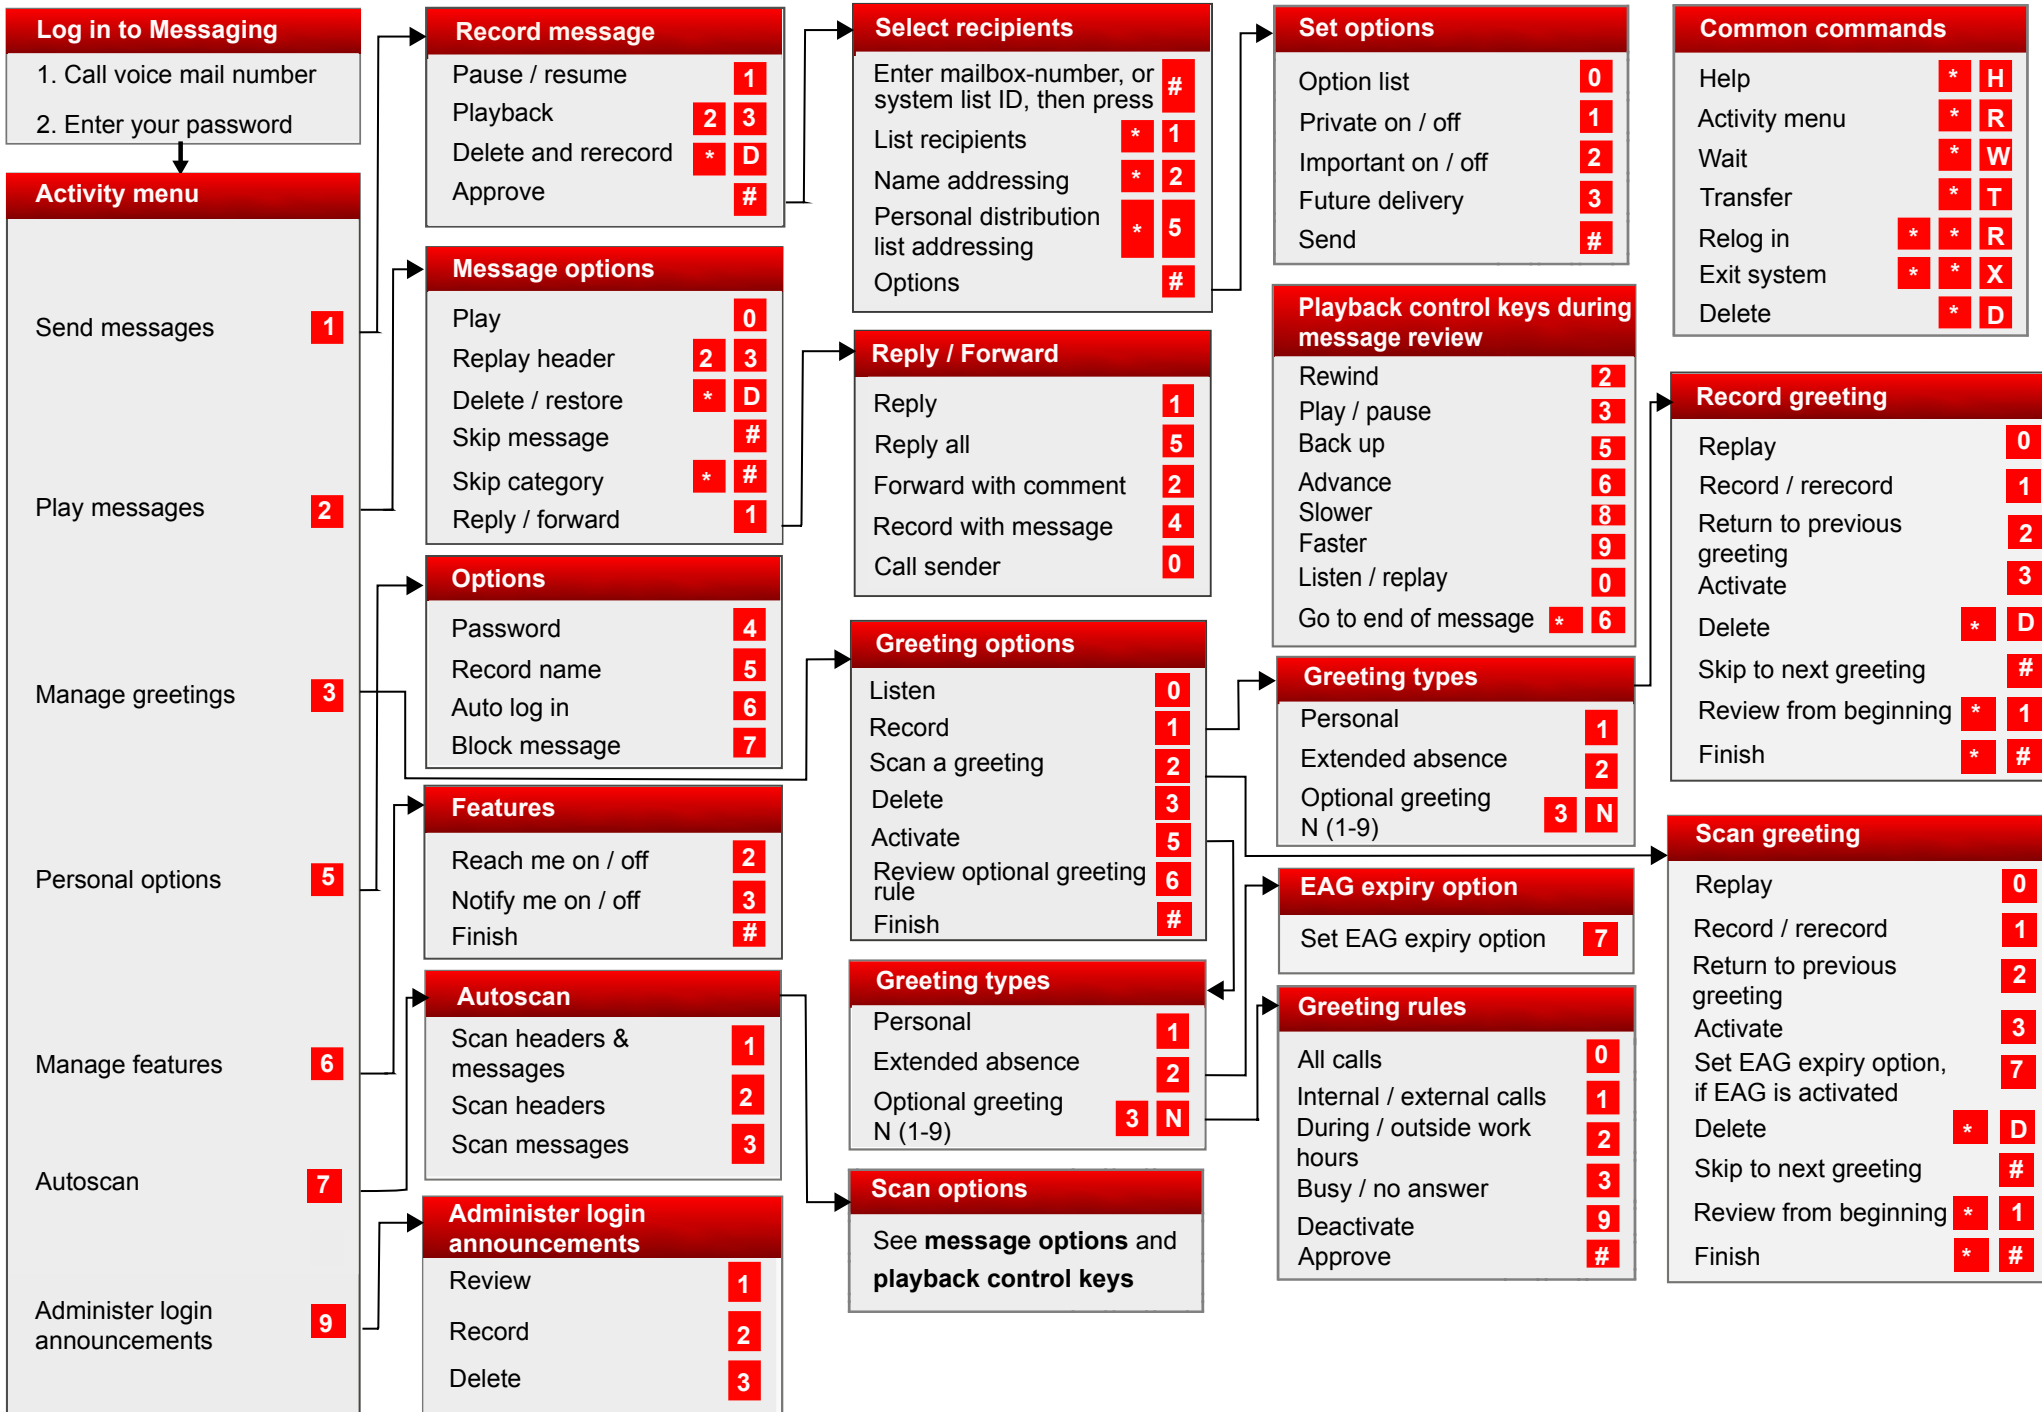 Log in to Messaging
1. Call voice mail number
2. Enter your password
Activity menu
Send messages 1
Play messages 2
Manage greetings 3
Personal options 5
Manage features 6
Autoscan 7
Administer login
announcements 9
Record message
Pause / resume 1
Playback 2 3
Delete and rerecord * D
Approve #
Message options
Play 0
Replay header 2 3
Delete / restore * D
Skip message #
Skip category * #
Reply / forward 1
Options
Password 4
Record name 5
Auto log in 6
Block message 7
Features
Reach me on / off 2
Notify me on / off 3
Finish #
Autoscan
Scan headers & 1
messages
Scan headers 2
Scan messages 3
Administer login
announcements
Review 1
Record 2
Delete 3
Select recipients
Enter mailbox-number, or
system list ID, then press #
List recipients * 1
Name addressing * 2
Personal distribution
list addressing * 5
Options #
Reply / Forward
Reply 1
Reply all 5
Forward with comment 2
Record with message 4
Call sender 0
Greeting options
Listen 0
Record 1
Scan a greeting 2
Delete 3
Activate 5
Review optional greeting 6
rule
Finish #
Greeting types
Personal 1
Extended absence 2
Optional greeting
N (1-9) 3 N
Scan options
See message options and
playback control keys
Set options
Option list 0
Private on / off 1
Important on / off 2
Future delivery 3
Send #
Playback control keys during
message review
Rewind 2
Play / pause 3
Back up 5
Advance 6
Slower 8
Faster 9
Listen / replay 0
Go to end of message * 6
Greeting types
Personal 1
Extended absence 2
Optional greeting
N (1-9) 3 N
EAG expiry option
Set EAG expiry option 7
Greeting rules
All calls 0
Internal / external calls 1
During / outside work 2
hours
Busy / no answer 3
Deactivate 9
Approve #
Common commands
Help * H
Activity menu * R
Wait * W
Transfer * T
Relog in * * R
Exit system * * X
Delete * D
Record greeting
Replay 0
Record / rerecord 1
Return to previous 2
greeting
Activate 3
Delete * D
Skip to next greeting #
Review from beginning * 1
Finish * #
Scan greeting
Replay 0
Record / rerecord 1
Return to previous 2
greeting
Activate 3
Set EAG expiry option, 7
if EAG is activated
Delete * D
Skip to next greeting #
Review from beginning * 1
Finish * #